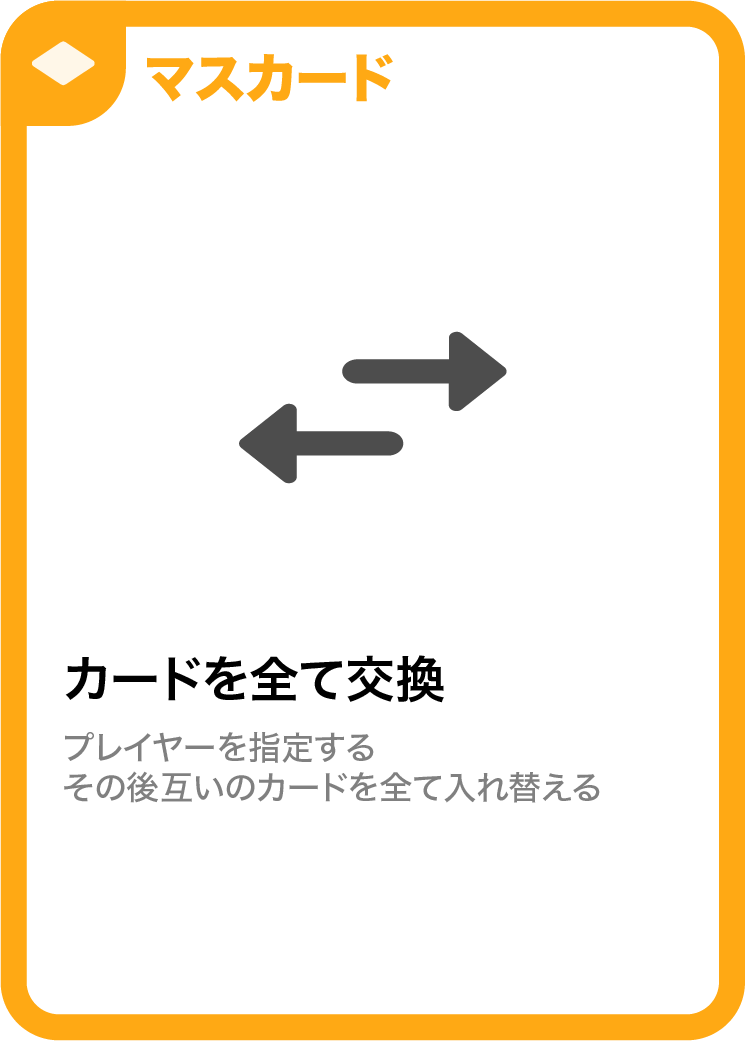 マスカード
カードを全て交換
プレイヤーを指定する
その後互いのカードを全て入れ替える